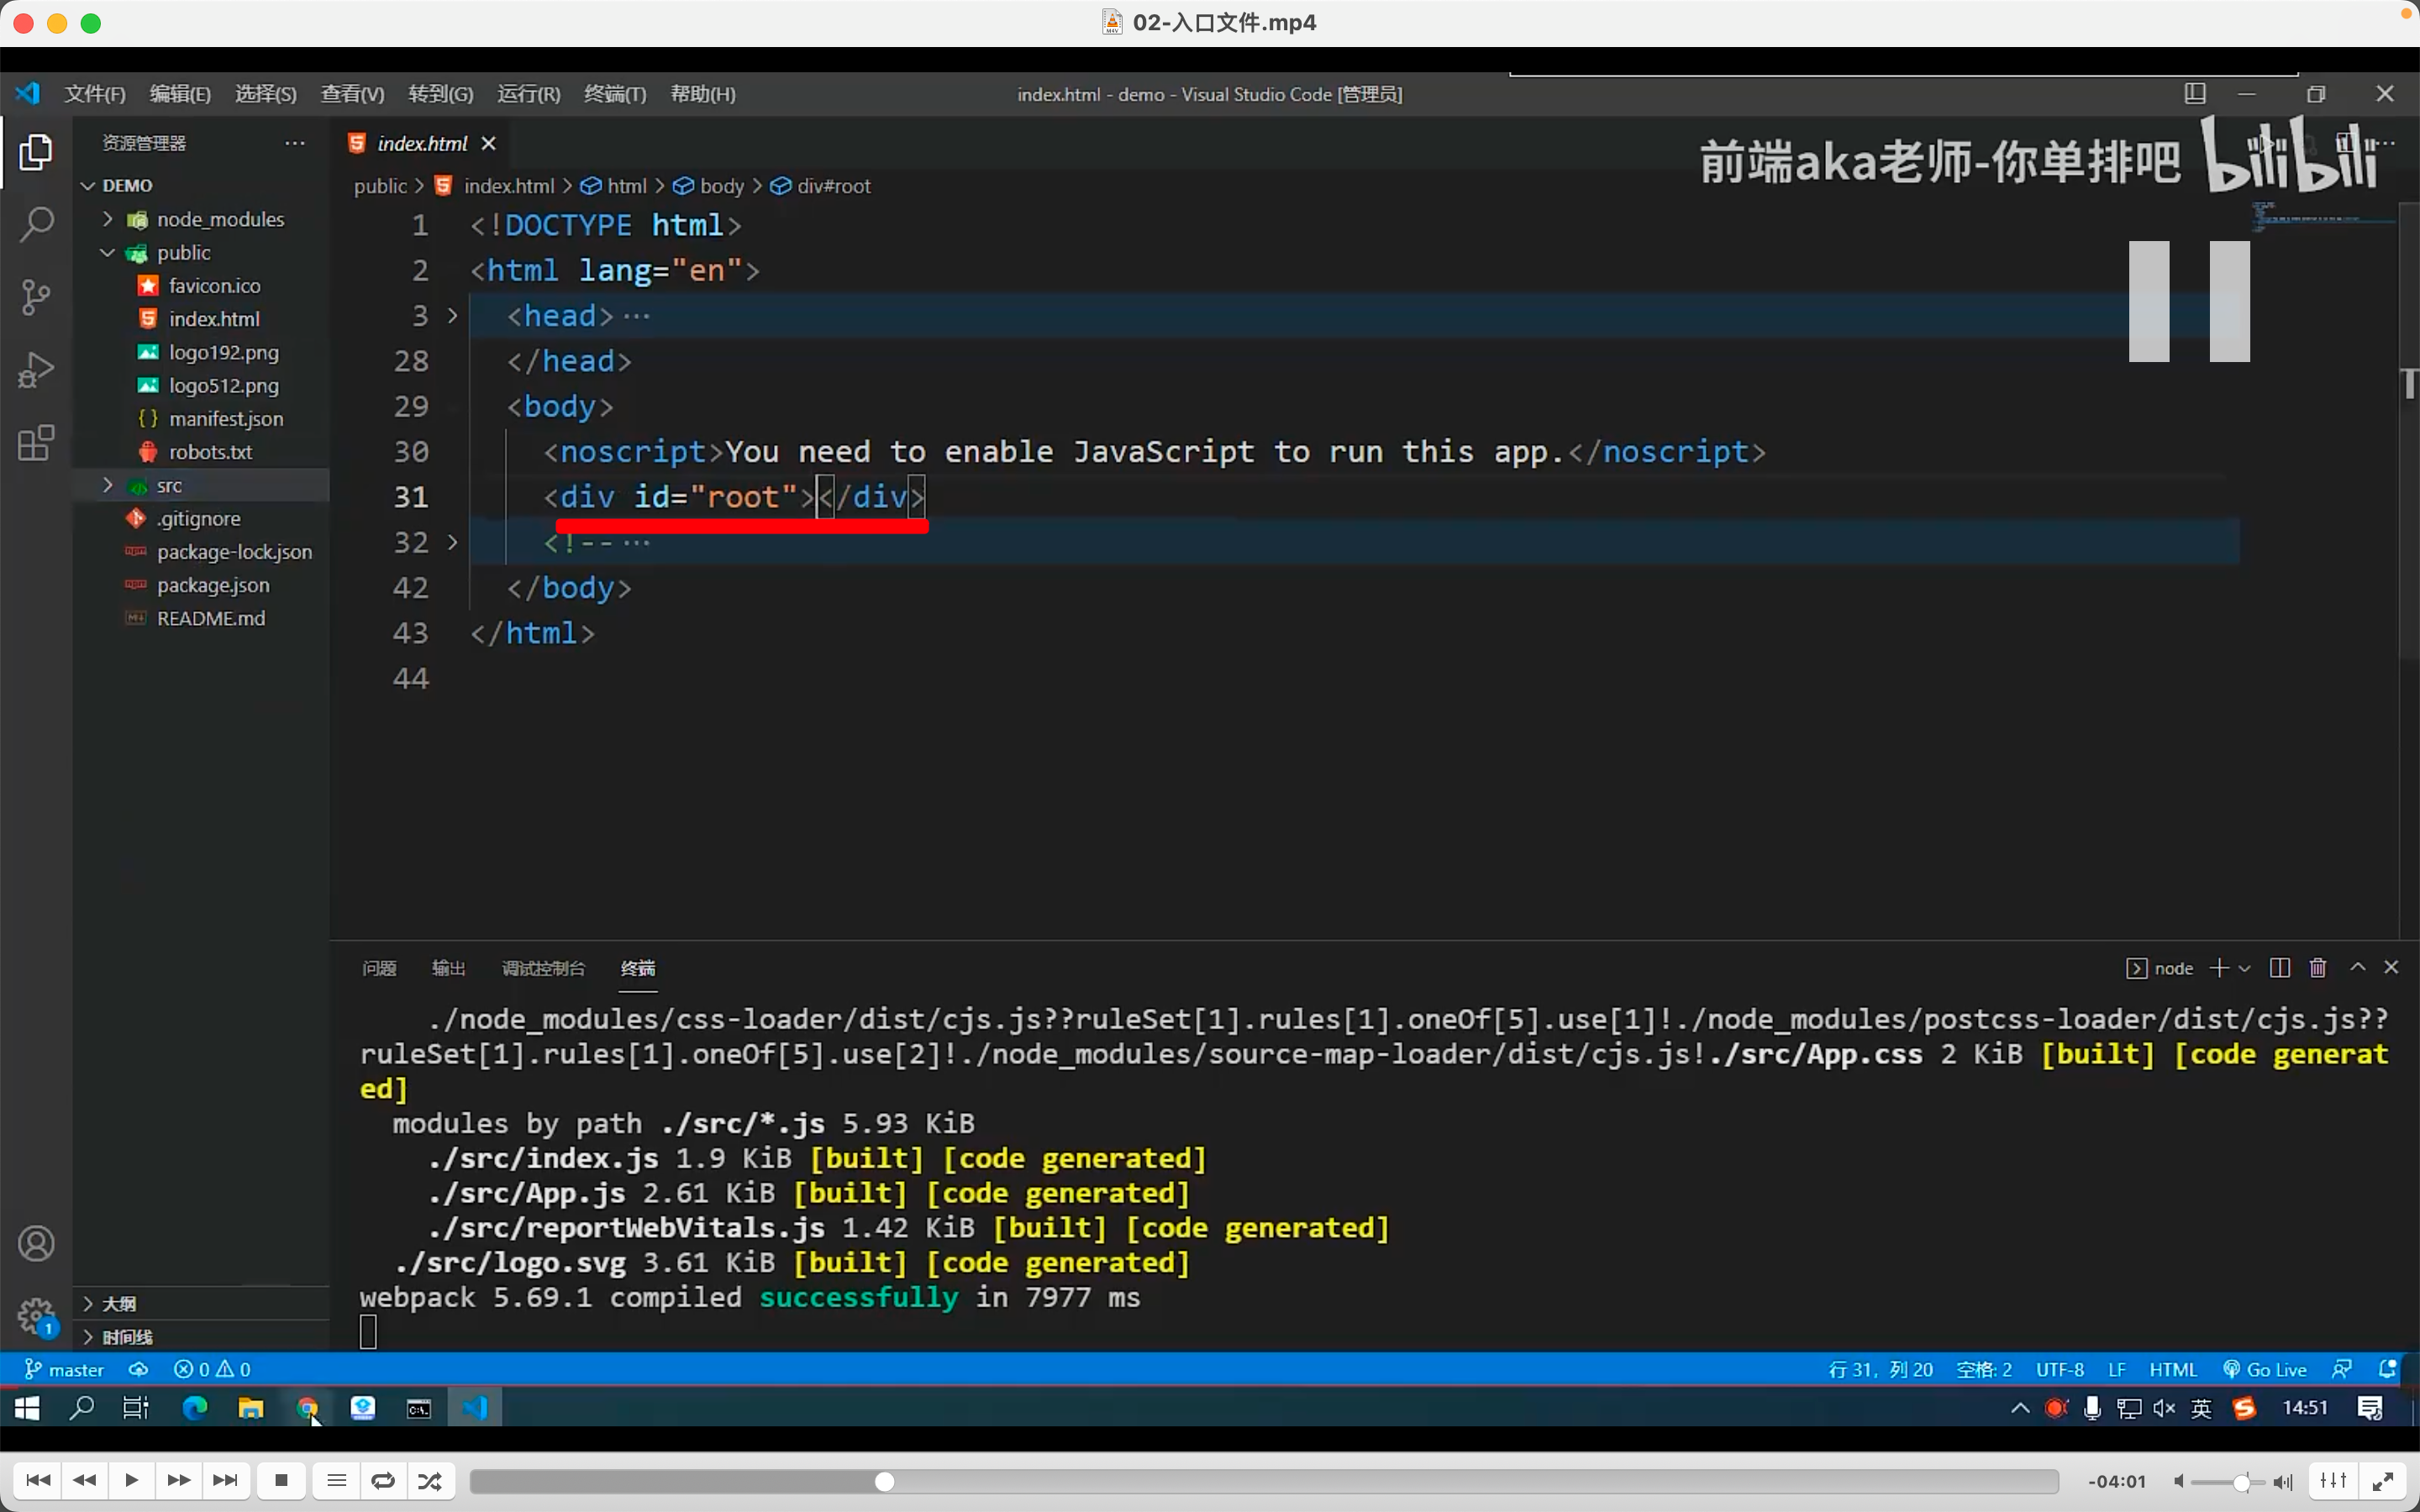 02-入口文件.mp4
文件(F) 编辑(E) 选择(S) 查看(V) 转到(G) 运行(R) 终端(T) 帮助(H)
index.html - demo - Visual Studio Code [管理员]
资源管理器
index.html
前端aka老师-你单排吧 bilibili
DEMO
public > index.html > html > body > div#root
node_modules
public
favicon.ico
index.html
logo192.png
logo512.png
manifest.json
robots.txt
src
.gitignore
package-lock.json
package.json
README.md
1 <!DOCTYPE html>
2 <html lang="en">
3 <head>···
28 </head>
29 <body>
30 <noscript>You need to enable JavaScript to run this app.</noscript>
31 <div id="root"></div>
32 <!--···
42 </body>
43 </html>
44
问题 输出 调试控制台 终端
node
./node_modules/css-loader/dist/cjs.js??ruleSet[1].rules[1].oneOf[5].use[1]!./node_modules/postcss-loader/dist/cjs.js??
ruleSet[1].rules[1].oneOf[5].use[2]!./node_modules/source-map-loader/dist/cjs.js!./src/App.css 2 KiB [built] [code generat
ed]
modules by path ./src/*.js 5.93 KiB
./src/index.js 1.9 KiB [built] [code generated]
./src/App.js 2.61 KiB [built] [code generated]
./src/reportWebVitals.js 1.42 KiB [built] [code generated]
./src/logo.svg 3.61 KiB [built] [code generated]
webpack 5.69.1 compiled successfully in 7977 ms
大纲
时间线
1
master 0 0
行 31，列 20 空格: 2 UTF-8 LF HTML Go Live
英 14:51
-04:01